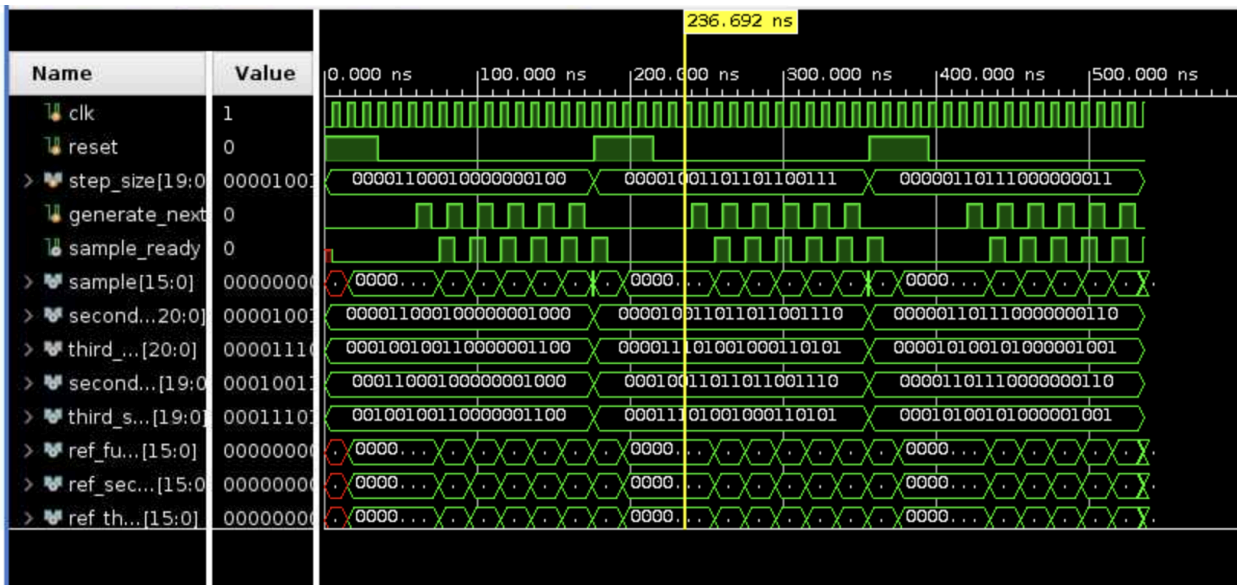 236.692 ns
Name Value 0.000 ns 100.000 ns 200.000 ns 300.000 ns 400.000 ns 500.000 ns
clk 1
reset 0
step_size[19:0 00001001 00001100010000000100 00001001101101100111 00000110111000000011
generate_next 0
sample_ready 0
sample[15:0] 00000000 0000... 0000... 0000...
second...20:0] 00001001 000011000100000001000 000010011011011001110 000001101110000000110
third_...[20:0] 00001110 000100100110000001100 000011101001000110101 000010100101000001001
second...[19:0 00010011 00011000100000001000 00010011011011001110 00001101110000000110
third_s...[19:0] 00011101 00100100110000001100 00011101001000110101 00010100101000001001
ref_fu...[15:0] 00000000 0000... 0000... 0000...
ref_sec...[15:0 00000000 0000... 0000... 0000...
ref th...[15:0] 00000000 0000... 0000... 0000...